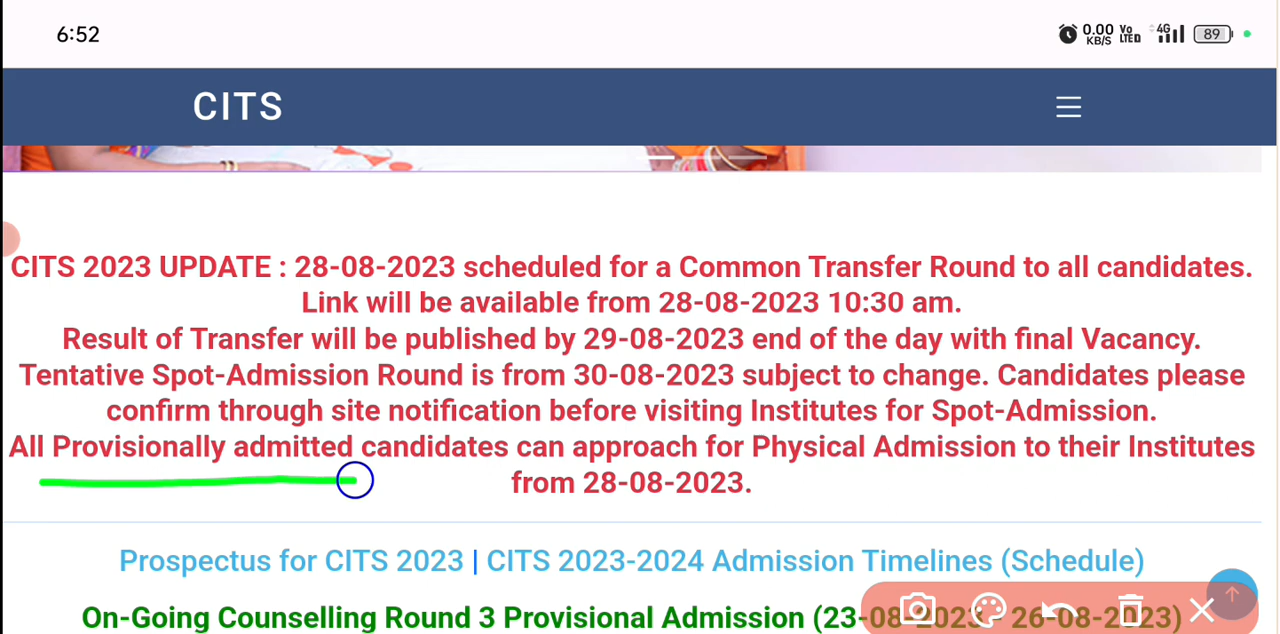 6:52
0.00 KB/S Vo LTE 4G 89
CITS
CITS 2023 UPDATE : 28-08-2023 scheduled for a Common Transfer Round to all candidates.
Link will be available from 28-08-2023 10:30 am.
Result of Transfer will be published by 29-08-2023 end of the day with final Vacancy.
Tentative Spot-Admission Round is from 30-08-2023 subject to change. Candidates please
confirm through site notification before visiting Institutes for Spot-Admission.
All Provisionally admitted candidates can approach for Physical Admission to their Institutes
from 28-08-2023.
Prospectus for CITS 2023 | CITS 2023-2024 Admission Timelines (Schedule)
On-Going Counselling Round 3 Provisional Admission (23-08-2023 - 26-08-2023)